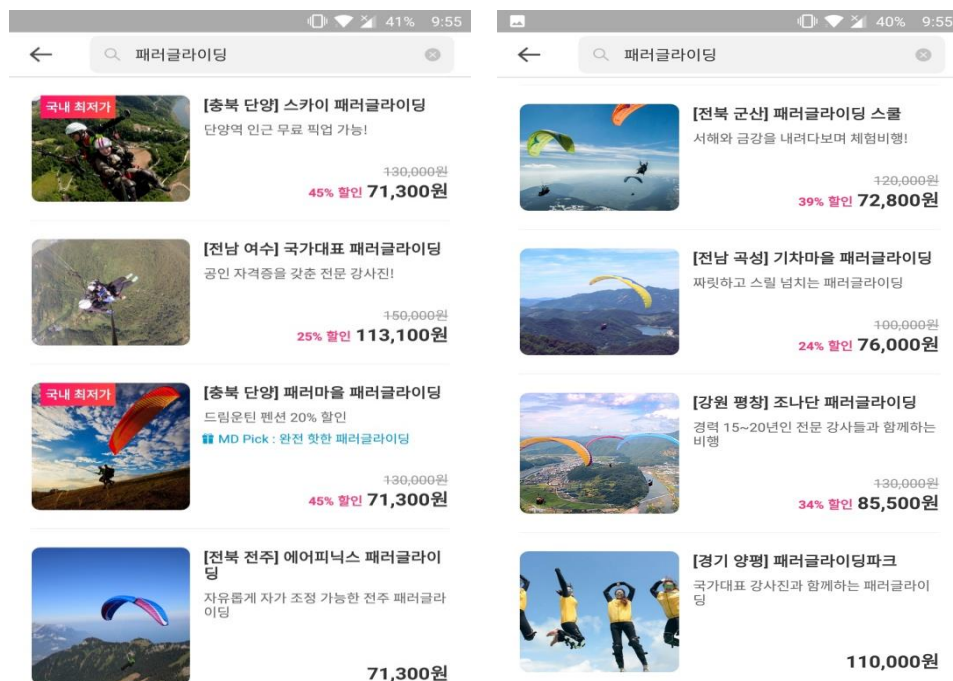 41% 9:55
패러글라이딩
국내 최저가
[충북 단양] 스카이 패러글라이딩
단양역 인근 무료 픽업 가능!
130,000원
45% 할인 71,300원
[전남 여수] 국가대표 패러글라이딩
공인 자격증을 갖춘 전문 강사진!
150,000원
25% 할인 113,100원
국내 최저가
[충북 단양] 패러마을 패러글라이딩
드림운틴 펜션 20% 할인
MD Pick : 완전 핫한 패러글라이딩
130,000원
45% 할인 71,300원
[전북 전주] 에어피닉스 패러글라이
딩
자유롭게 자가 조정 가능한 전주 패러글라
이딩
71,300원
40% 9:55
패러글라이딩
[전북 군산] 패러글라이딩 스쿨
서해와 금강을 내려다보며 체험비행!
120,000원
39% 할인 72,800원
[전남 곡성] 기차마을 패러글라이딩
짜릿하고 스릴 넘치는 패러글라이딩
100,000원
24% 할인 76,000원
[강원 평창] 조나단 패러글라이딩
경력 15~20년인 전문 강사들과 함께하는
비행
130,000원
34% 할인 85,500원
[경기 양평] 패러글라이딩파크
국가대표 강사진과 함께하는 패러글라이
딩
110,000원